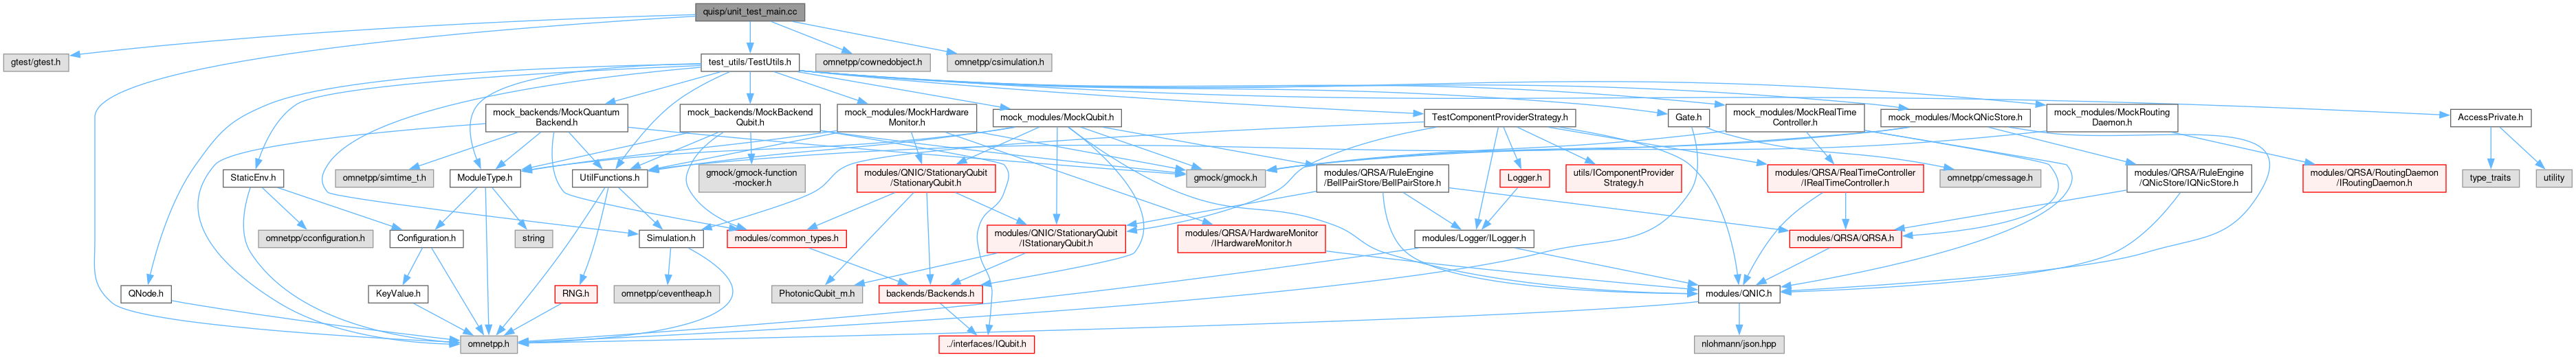 quisp/unit_test_main.cc
gtest/gtest.h
test_utils/TestUtils.h
omnetpp/cownedobject.h
omnetpp/csimulation.h
mock_backends/MockQuantum
Backend.h
mock_backends/MockBackend
Qubit.h
mock_modules/MockHardware
Monitor.h
mock_modules/MockQubit.h
TestComponentProviderStrategy.h
Gate.h
mock_modules/MockRealTime
Controller.h
mock_modules/MockQNicStore.h
mock_modules/MockRouting
Daemon.h
AccessPrivate.h
StaticEnv.h
omnetpp/simtime_t.h
ModuleType.h
UtilFunctions.h
gmock/gmock-function
-mocker.h
modules/QNIC/StationaryQubit
/StationaryQubit.h
gmock/gmock.h
modules/QRSA/RuleEngine
/BellPairStore/BellPairStore.h
Logger.h
utils/IComponentProvider
Strategy.h
modules/QRSA/RealTimeController
/IRealTimeController.h
omnetpp/cmessage.h
modules/QRSA/RuleEngine
/QNicStore/IQNicStore.h
modules/QRSA/RoutingDaemon
/IRoutingDaemon.h
type_traits
utility
omnetpp/cconfiguration.h
Configuration.h
string
Simulation.h
modules/common_types.h
modules/QNIC/StationaryQubit
/IStationaryQubit.h
modules/QRSA/HardwareMonitor
/IHardwareMonitor.h
modules/Logger/ILogger.h
modules/QRSA/QRSA.h
QNode.h
KeyValue.h
RNG.h
omnetpp/ceventheap.h
PhotonicQubit_m.h
backends/Backends.h
modules/QNIC.h
omnetpp.h
../interfaces/IQubit.h
nlohmann/json.hpp